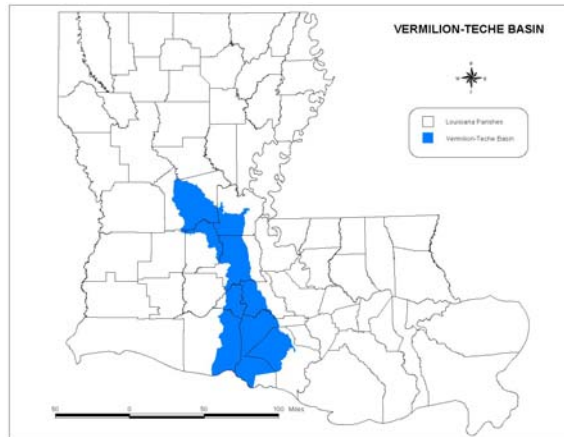 VERMILION-TECHE BASIN
N
W E
S
Louisiana Parishes
Vermilion-Teche Basin
50 0 50 100 Miles